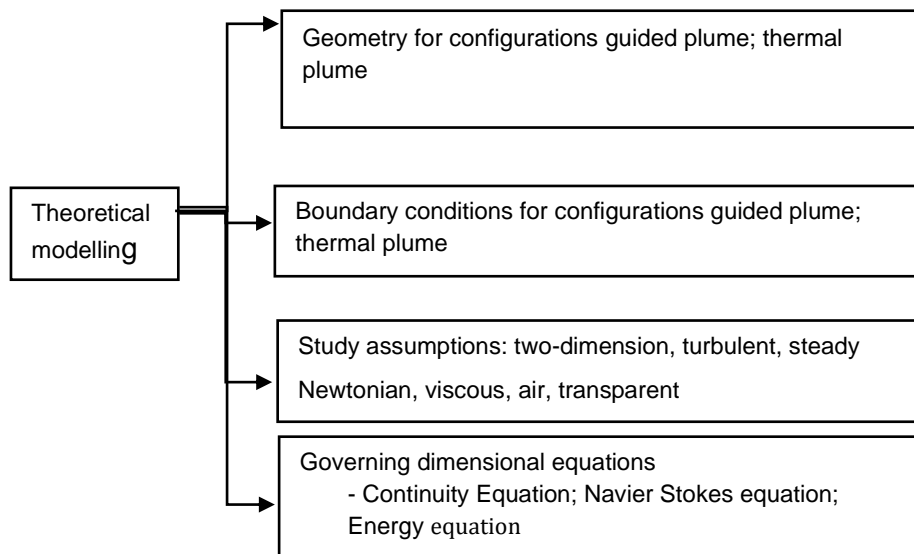 Geometry for configurations guided plume; thermal
plume
Theoretical
modelling
Boundary conditions for configurations guided plume;
thermal plume
Study assumptions: two-dimension, turbulent, steady
Newtonian, viscous, air, transparent
Governing dimensional equations
- Continuity Equation; Navier Stokes equation;
Energy equation